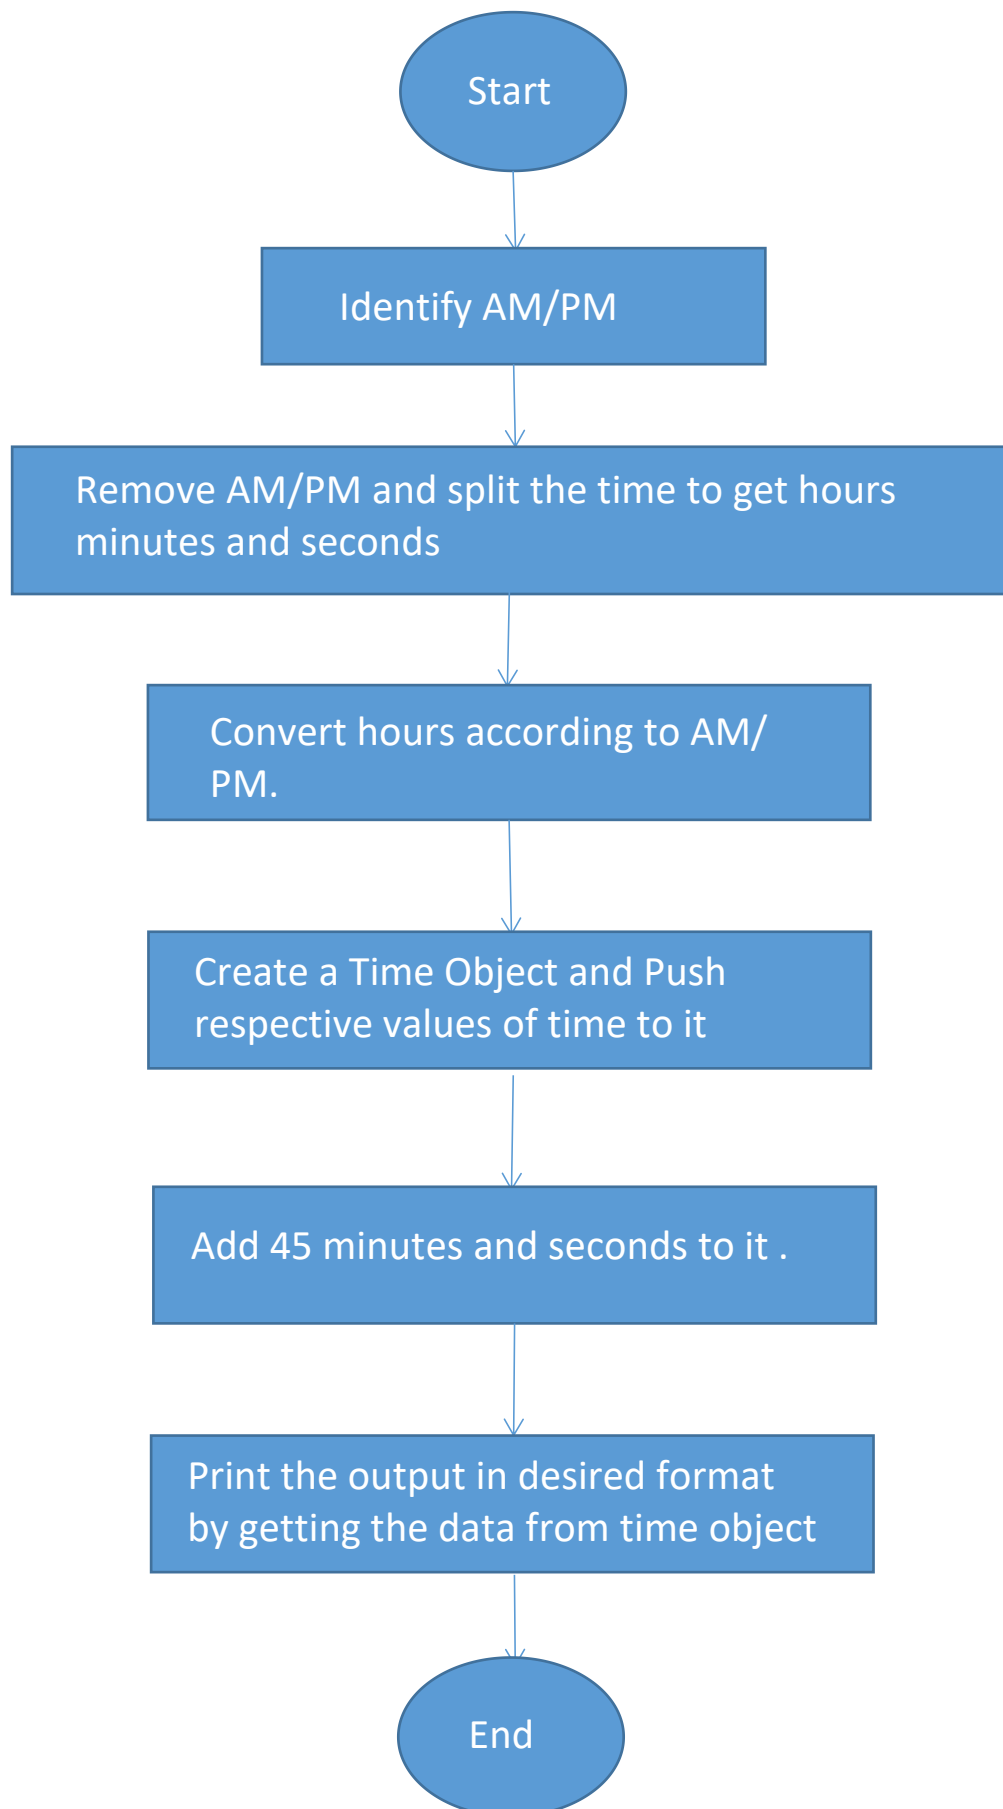 Start
Identify AM/PM
Remove AM/PM and split the time to get hours
minutes and seconds
Convert hours according to AM/
PM.
Create a Time Object and Push
respective values of time to it
Add 45 minutes and seconds to it .
Print the output in desired format
by getting the data from time object
End